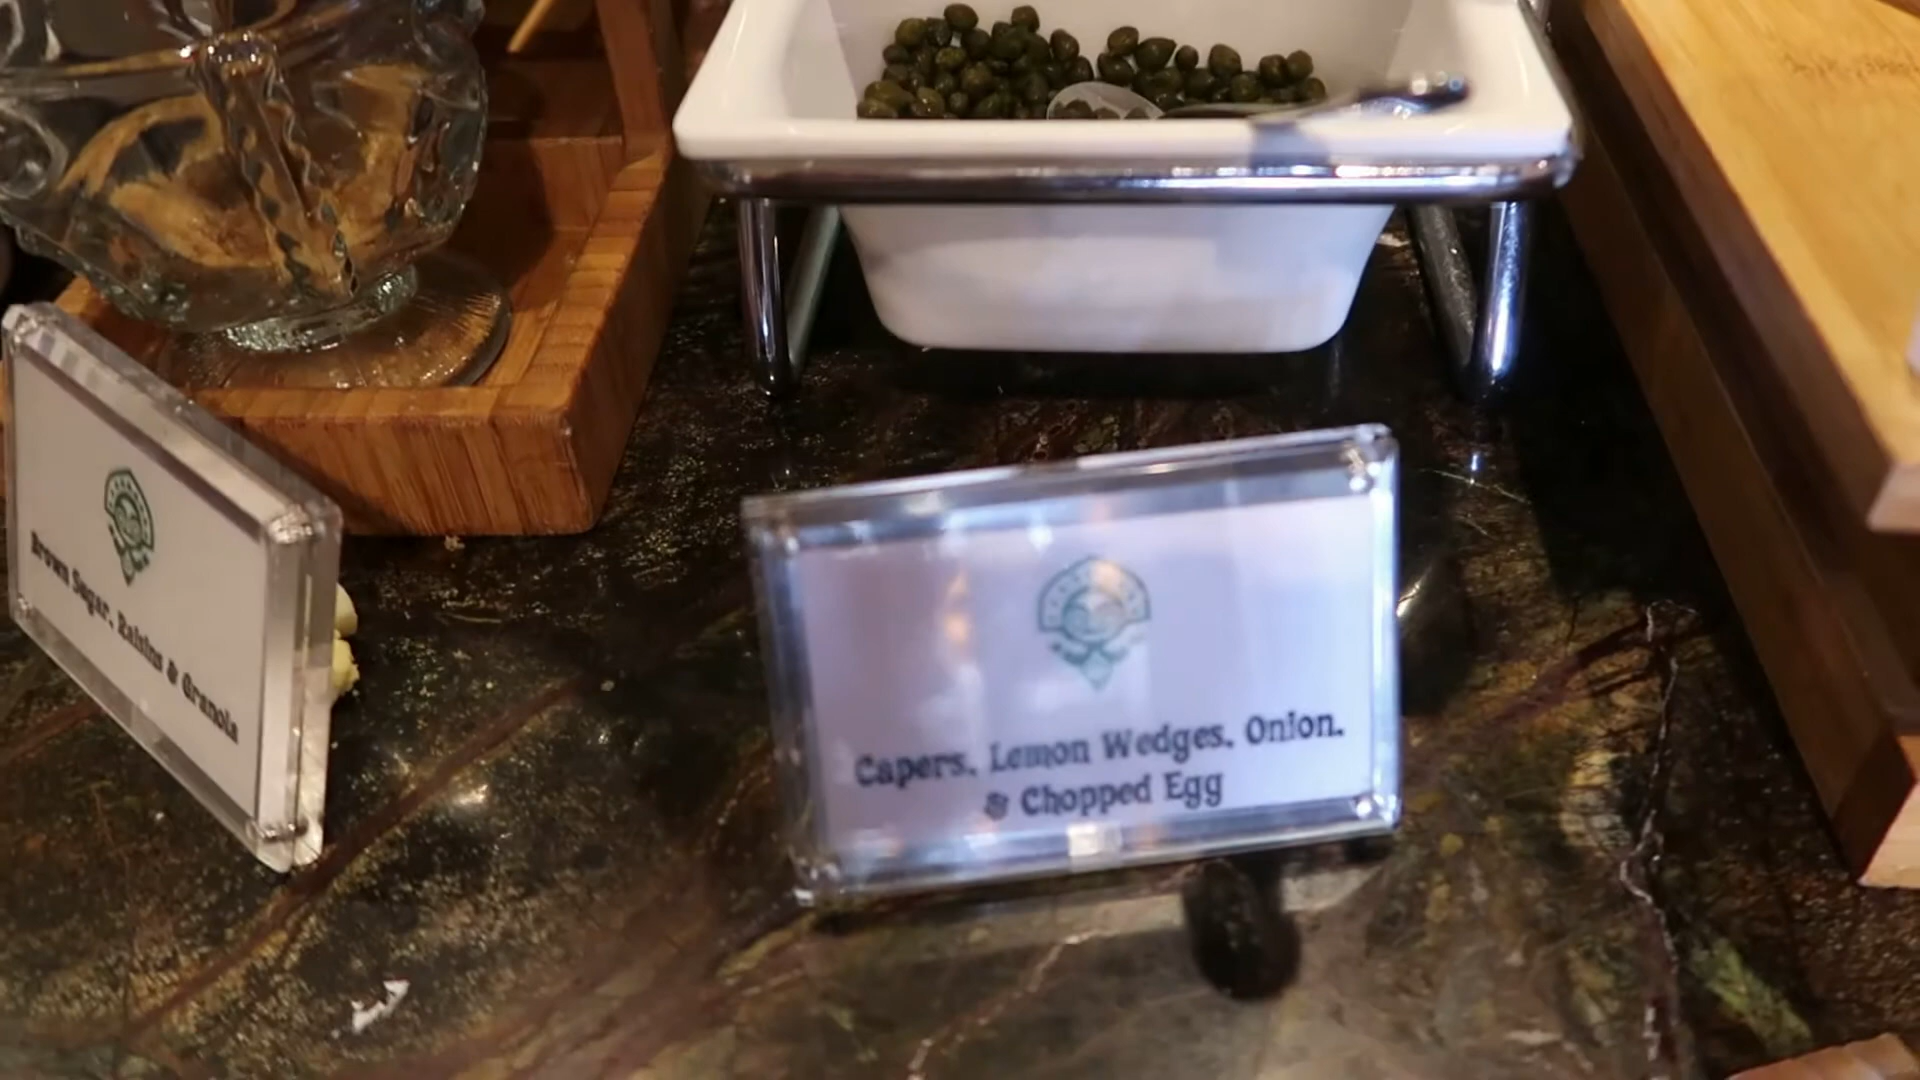 Brown Sugar, Raisins & Granola
Capers, Lemon Wedges, Onion,
& Chopped Egg